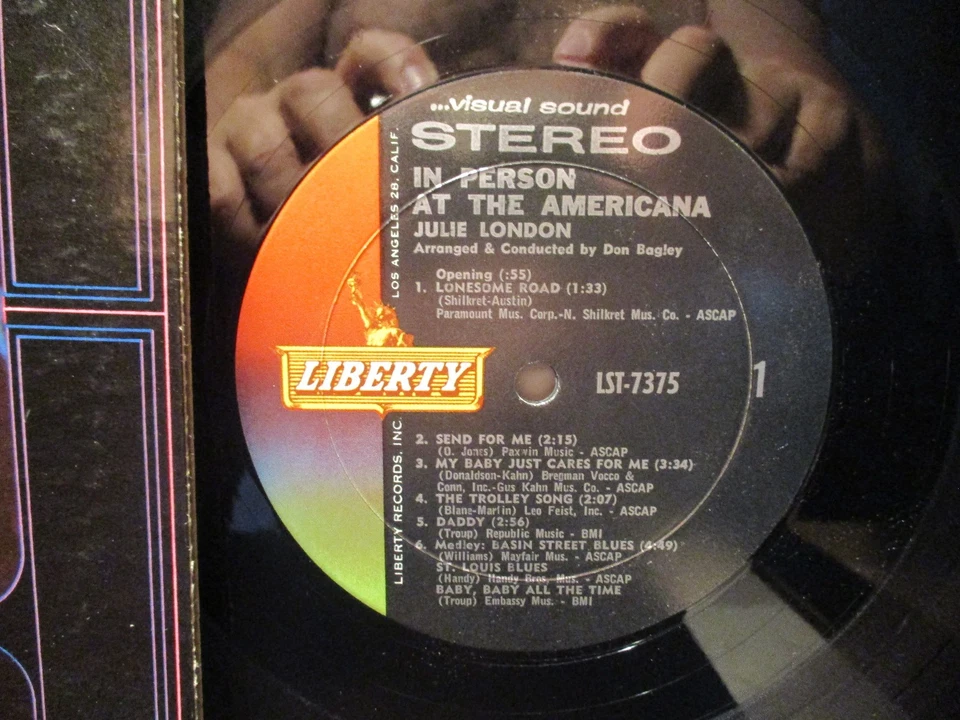 ...visual sound
STEREO
IN PERSON
AT THE AMERICANA
JULIE LONDON
Arranged & Conducted by Don Bagley
Opening (:55)
1. LONESOME ROAD (1:33)
(Shilkret-Austin)
Paramount Mus. Corp.-N. Shilkret Mus. Co. - ASCAP
LIBERTY
LST-7375
1
2. SEND FOR ME (2:15)
(O. Jones) Paxwin Music - ASCAP
3. MY BABY JUST CARES FOR ME (3:34)
(Donaldson-Kahn) Bregman Vocco &
Conn, Inc.-Gus Kahn Mus. Co. - ASCAP
4. THE TROLLEY SONG (2:07)
(Blane-Martin) Leo Feist, Inc. - ASCAP
5. DADDY (2:56)
(Troup) Republic Music - BMI
6. Medley: BASIN STREET BLUES (4:49)
(Williams) Mayfair Mus. - ASCAP
ST. LOUIS BLUES
(Handy) Handy Bros. Mus. - ASCAP
BABY, BABY ALL THE TIME
(Troup) Embassy Mus. - BMI
LIBERTY RECORDS, INC. LOS ANGELES 28, CALIF.